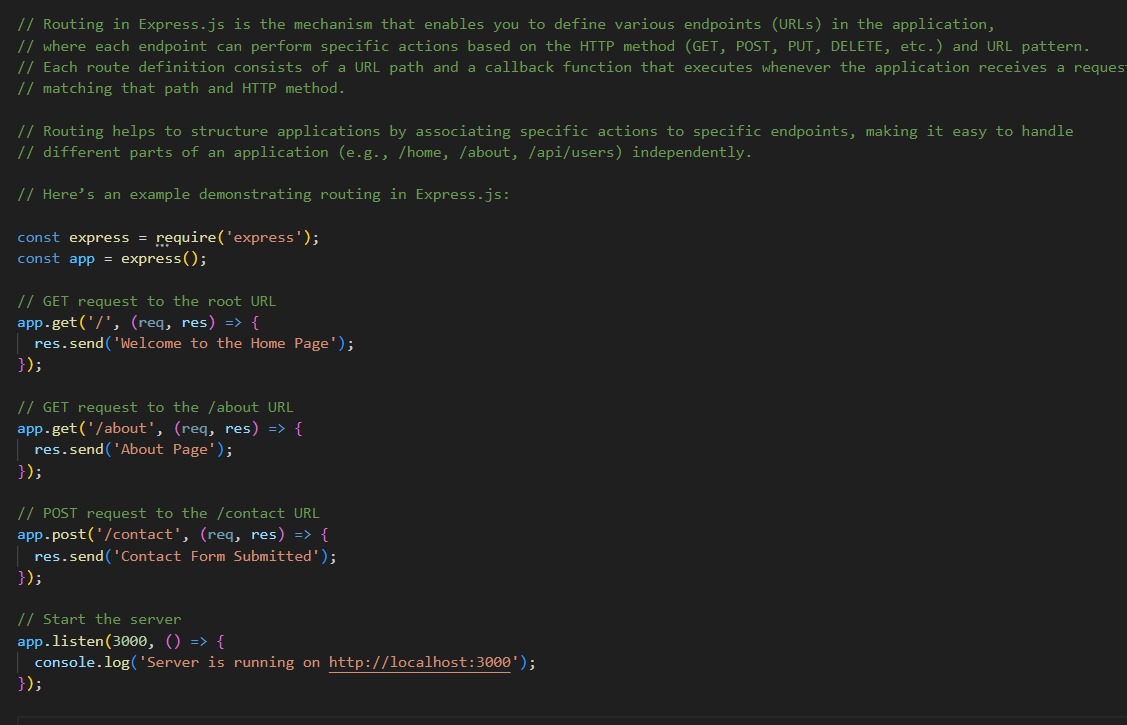 // Routing in Express.js is the mechanism that enables you to define various endpoints (URLs) in the application,
// where each endpoint can perform specific actions based on the HTTP method (GET, POST, PUT, DELETE, etc.) and URL pattern.
// Each route definition consists of a URL path and a callback function that executes whenever the application receives a reques
// matching that path and HTTP method.

// Routing helps to structure applications by associating specific actions to specific endpoints, making it easy to handle
// different parts of an application (e.g., /home, /about, /api/users) independently.

// Here’s an example demonstrating routing in Express.js:

const express = require('express');
const app = express();

// GET request to the root URL
app.get('/', (req, res) => {
  res.send('Welcome to the Home Page');
});

// GET request to the /about URL
app.get('/about', (req, res) => {
  res.send('About Page');
});

// POST request to the /contact URL
app.post('/contact', (req, res) => {
  res.send('Contact Form Submitted');
});

// Start the server
app.listen(3000, () => {
  console.log('Server is running on http://localhost:3000');
});